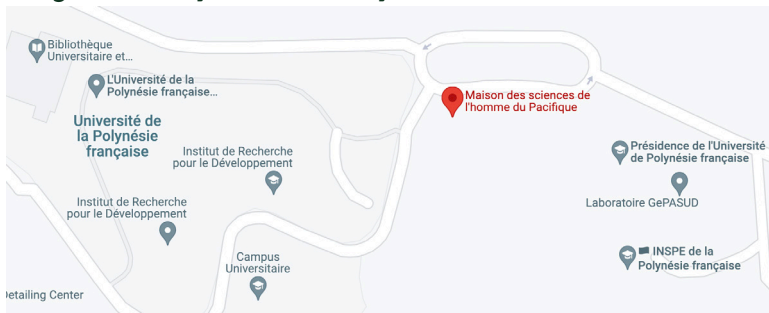 Bibliothèque
Universitaire et...
L'Université de la
Polynésie française...
Université de
la Polynésie
française
Institut de Recherche
pour le Développement
Institut de Recherche
pour le Développement
Campus
Universitaire
Detailing Center
Maison des sciences de
l'homme du Pacifique
Présidence de l'Université
de Polynésie française
Laboratoire GePASUD
INSPE de la
Polynésie française